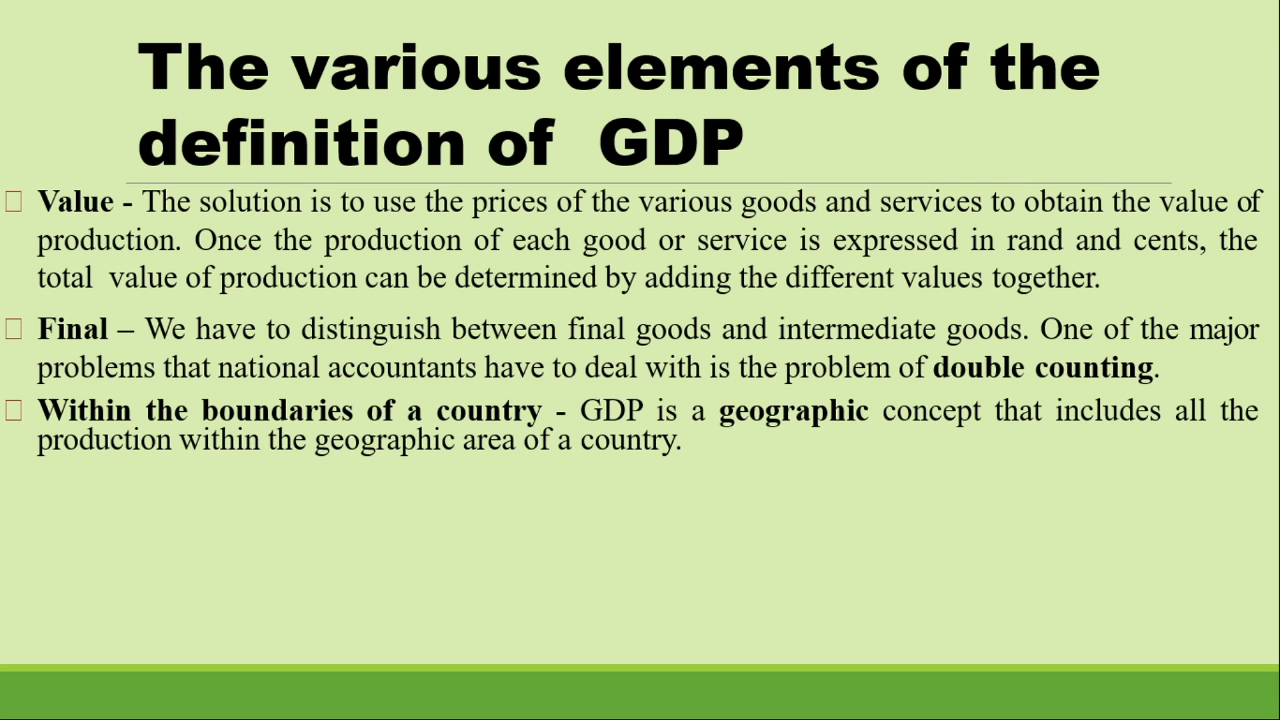 The various elements of the
definition of  GDP
Value - The solution is to use the prices of the various goods and services to obtain the value of
production. Once the production of each good or service is expressed in rand and cents, the
total  value of production can be determined by adding the different values together.
Final – We have to distinguish between final goods and intermediate goods. One of the major
problems that national accountants have to deal with is the problem of double counting.
Within the boundaries of a country - GDP is a geographic concept that includes all the
production within the geographic area of a country.